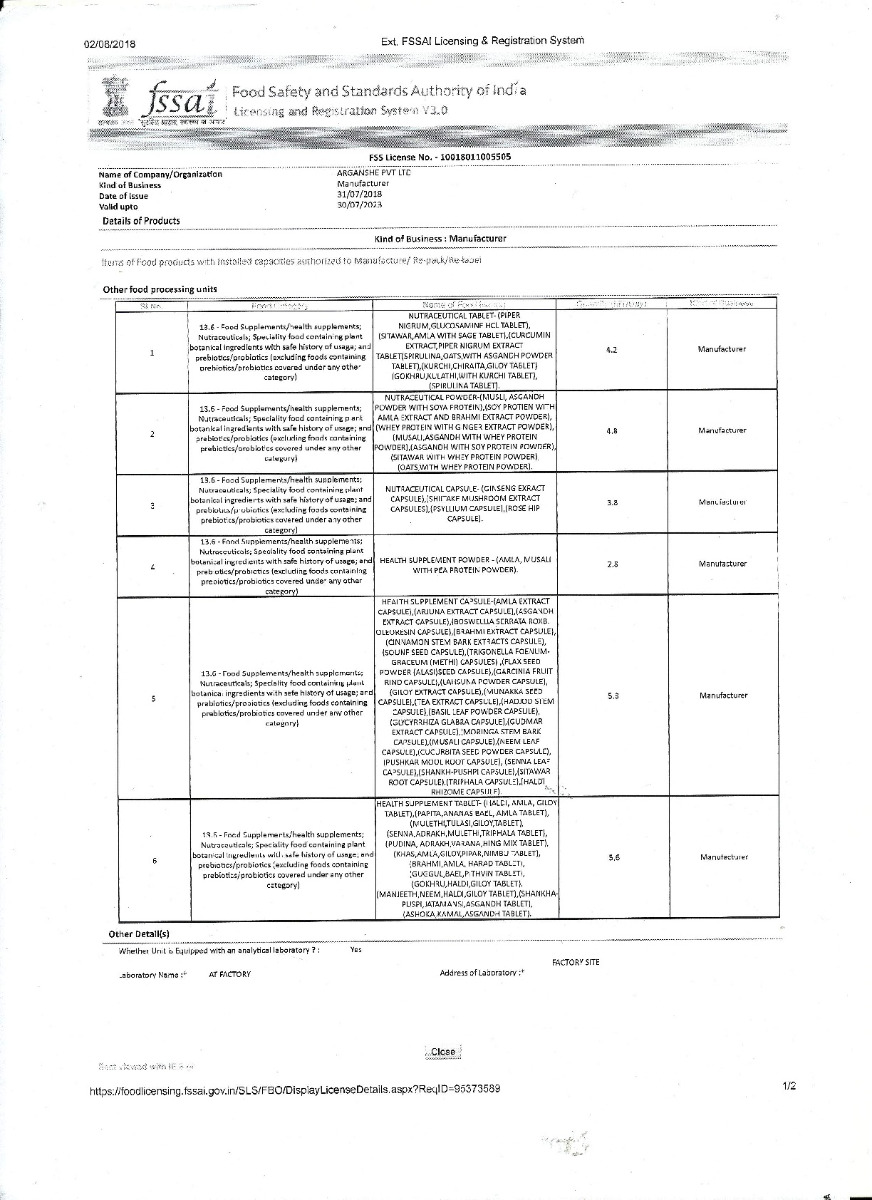 02/08/2018
Ext. FSSAI Licensing & Registration System
fssai
Food Safety and Standards Authority of India
Licensing and Registration System V3.0
FSS License No. - 10018011005505
Name of Company/Organization ARGANSHE PVT LTD
Kind of Business Manufacturer
Date of issue 31/07/2018
Valid upto 30/07/2023
Details of Products
Kind of Business : Manufacturer
Items of Food products with installed capacities authorized to Manufacture/ Re-pack/Re-label
Other food processing units
Sl.No.
Name of Food
1
13.6 - Food Supplements/health supplements;
Nutraceuticals; Speciality food containing plant
botanical ingredients with safe history of usage; and
prebiotics/probiotics (excluding foods containing
prebiotics/probiotics covered under any other
category)
NUTRACEUTICAL TABLET- (PIPER
NIGRUM,GLUCOSAMINE HCL TABLET),
(SITAWAR,AMLA WITH SAGE TABLET),(CURCUMIN
EXTRACT,PIPER NIGRUM EXTRACT
TABLET(SPIRULINA,OATS,WITH ASGANDH POWDER
TABLET),(KURCHI,CHIRAITA,GILOY TABLET)
(GOKHRU,KULATHI,WITH KURCHI TABLET),
(SPIRULINA TABLET).
4.2
Manufacturer
2
13.6 - Food Supplements/health supplements;
Nutraceuticals; Speciality food containing plant
botanical ingredients with safe history of usage; and
prebiotics/probiotics (excluding foods containing
prebiotics/probiotics covered under any other
category)
NUTRACEUTICAL POWDER-(MUSLI, ASGANDH
POWDER WITH SOYA PROTEIN),(SOY PROTIEN WITH
AMLA EXTRACT AND BRAHMI EXTRACT POWDER),
(WHEY PROTEIN WITH GINGER EXTRACT POWDER),
(MUSALI,ASGANDH WITH WHEY PROTEIN
POWDER),(ASGANDH WITH SOY PROTEIN POWDER),
(SITAWAR WITH WHEY PROTEIN POWDER)
(OATS,WITH WHEY PROTEIN POWDER).
4.8
Manufacturer
3
13.6 - Food Supplements/health supplements;
Nutraceuticals; Speciality food containing plant
botanical ingredients with safe history of usage; and
prebiotics/probiotics (excluding foods containing
prebiotics/probiotics covered under any other
category)
NUTRACEUTICAL CAPSULE- (GINSENG EXRACT
CAPSULE),(SHIITAKE MUSHROOM EXTRACT
CAPSULES),(PSYLLIUM CAPSULE),(ROSE HIP
CAPSULE).
3.8
Manufacturer
4
13.6 - Food Supplements/health supplements;
Nutraceuticals; Speciality food containing plant
botanical ingredients with safe history of usage; and
prebiotics/probiotics (excluding foods containing
prebiotics/probiotics covered under any other
category)
HEALTH SUPPLEMENT POWDER - (AMLA, MUSALI
WITH PEA PROTEIN POWDER).
2.8
Manufacturer
5
13.6 - Food Supplements/health supplements;
Nutraceuticals; Speciality food containing plant
botanical ingredients with safe history of usage; and
prebiotics/probiotics (excluding foods containing
prebiotics/probiotics covered under any other
category)
HEALTH SUPPLEMENT CAPSULE-(AMLA EXTRACT
CAPSULE),(ARJUNA EXTRACT CAPSULE),(ASGANDH
EXTRACT CAPSULE),(BOSWELLIA SERRATA ROXB.
OLEORESIN CAPSULE),(BRAHMI EXTRACT CAPSULE),
(CINNAMON STEM BARK EXTRACTS CAPSULE),
(SOUNF SEED CAPSULE),(TRIGONELLA FOENUM-
GRACEUM (METHI) CAPSULES) ,(FLAX SEED
POWDER (ALASI)SEED CAPSULE),(GARCINIA FRUIT
RIND CAPSULE),(LAHSUNA POWDER CAPSULE),
(GILOY EXTRACT CAPSULE),(MUNAKKA SEED
CAPSULE),(TEA EXTRACT CAPSULE),(HADJOD STEM
CAPSULE),(BASIL LEAF POWDER CAPSULE),
(GLYCYRRHIZA GLABRA CAPSULE),(GUDMAR
EXTRACT CAPSULE),(MORINGA STEM BARK
CAPSULE),(MUSALI CAPSULE),(NEEM LEAF
CAPSULE),(CUCURBITA SEED POWDER CAPSULE),
(PUSHKAR MOOL ROOT CAPSULE), (SENNA LEAF
CAPSULE),(SHANKH-PUSHPI CAPSULE),(SITAWAR
ROOT CAPSULE),(TRIPHALA CAPSULE),(HALDI
RHIZOME CAPSULE).
5.3
Manufacturer
6
13.6 - Food Supplements/health supplements;
Nutraceuticals; Speciality food containing plant
botanical ingredients with safe history of usage; and
prebiotics/probiotics (excluding foods containing
prebiotics/probiotics covered under any other
category)
HEALTH SUPPLEMENT TABLET- (HALDI, AMLA, GILOY
TABLET),(PAPITA,ANANAS BAEL, AMLA TABLET),
(MULETHI,TULASI,GILOY,TABLET),
(SENNA,ADRAKH,MULETHI,TRIPHALA TABLET),
(PUDINA, ADRAKH,VARANA,HING MIX TABLET),
(KHAS,AMLA,GILOY,PIPAR,NIMBU TABLET),
(BRAHMI,AMLA, HARAD TABLET),
(GUGGUL,BAEL,PITHVIN TABLET),
(GOKHRU,HALDI,GILOY TABLET).
(MANJEETH,NEEM,HALDI,GILOY TABLET),(SHANKHA-
PUSPI,JATAMANSI,ASGANDH TABLET),
(ASHOKA,KAMAL,ASGANDH TABLET).
5.6
Manufacturer
Other Detail(s)
Whether Unit is Equipped with an analytical laboratory ? : Yes
Laboratory Name :* AT FACTORY
Address of Laboratory :* FACTORY SITE
Close
Best viewed with
https://foodlicensing.fssai.gov.in/SLS/FBO/DisplayLicenseDetails.aspx?ReqID=95373589
1/2